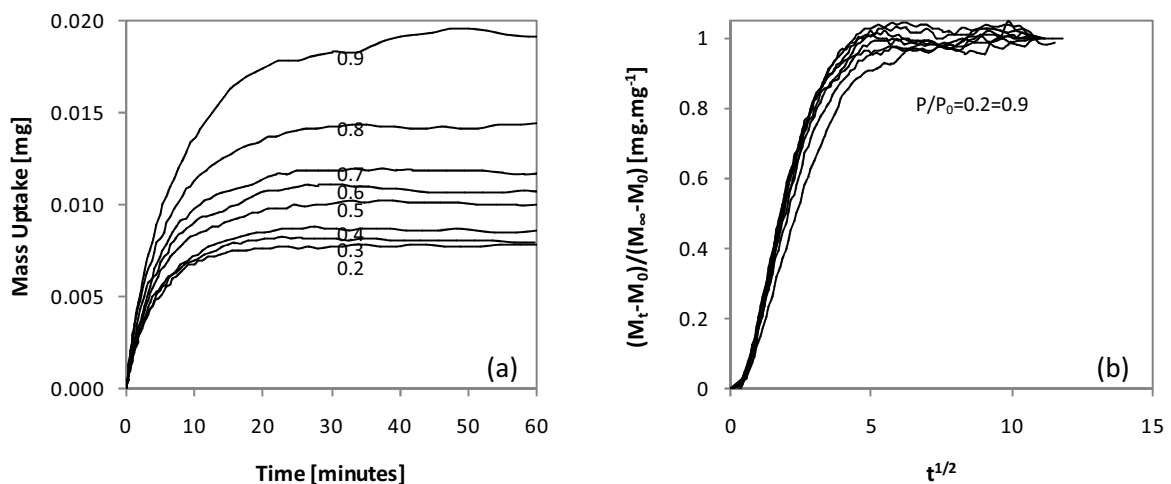 0.020
0.015
0.010
0.005
0.000
Mass Uptake [mg]
0.9
0.8
0.7
0.6
0.5
0.4
0.3
0.2
(a)
0 10 20 30 40 50 60
Time [minutes]
1
0.8
0.6
0.4
0.2
0
(Mt-M0)/(M∞-M0) [mg.mg-1]
P/P0=0.2=0.9
(b)
0 5 10 15
t1/2